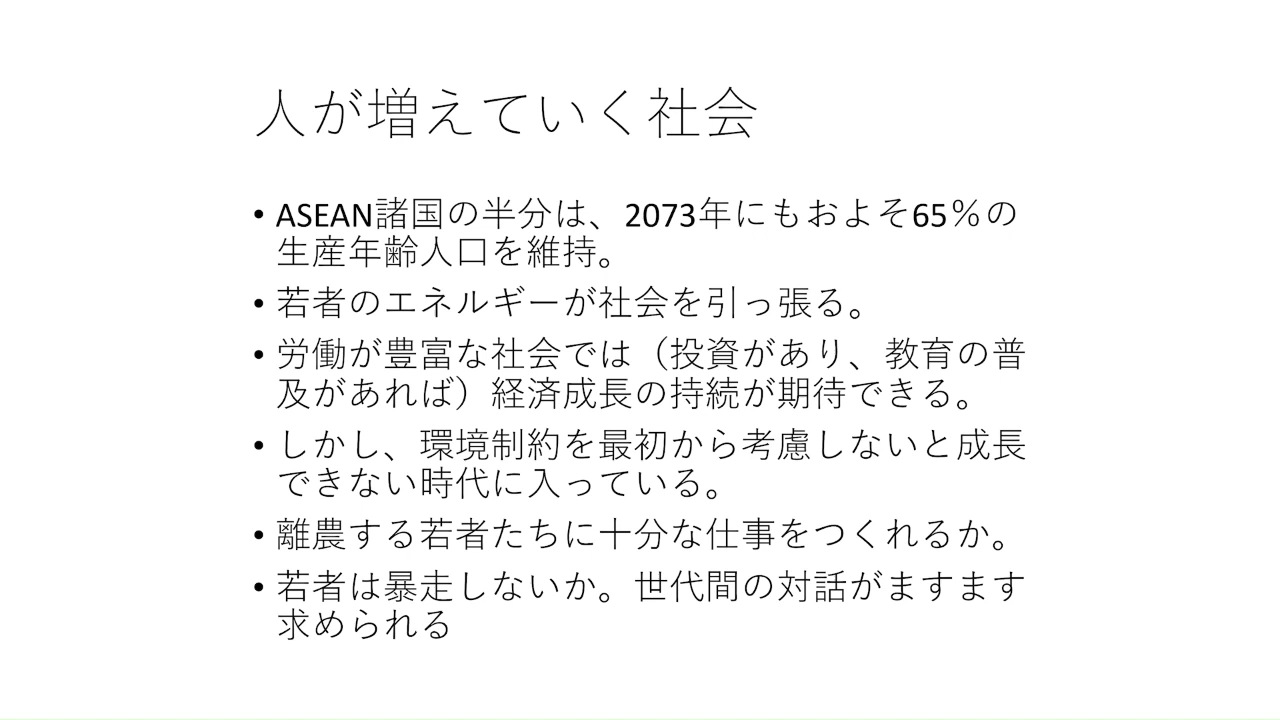 人が増えていく社会
• ASEAN諸国の半分は、2073年にもおよそ65％の
生産年齢人口を維持。
• 若者のエネルギーが社会を引っ張る。
• 労働が豊富な社会では（投資があり、教育の普
及があれば）経済成長の持続が期待できる。
• しかし、環境制約を最初から考慮しないと成長
できない時代に入っている。
• 離農する若者たちに十分な仕事をつくれるか。
• 若者は暴走しないか。世代間の対話がますます
求められる